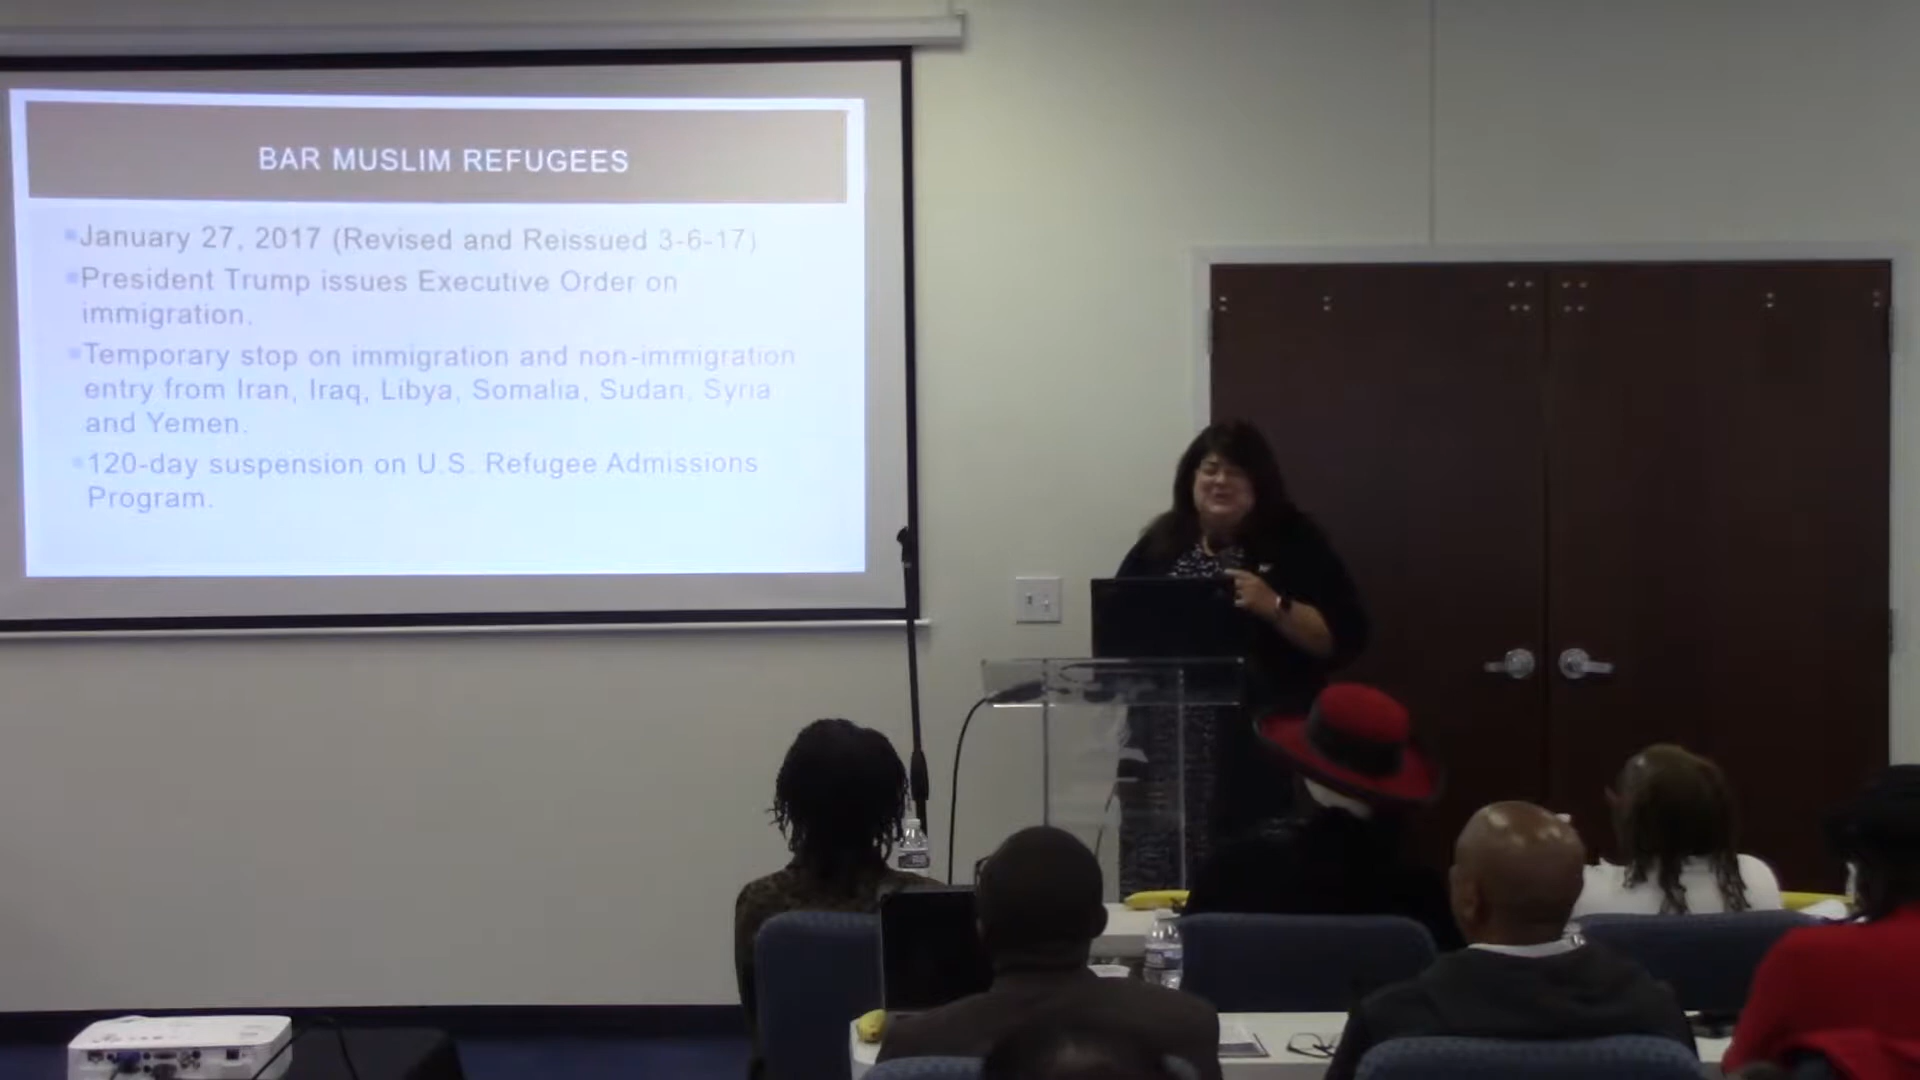 BAR MUSLIM REFUGEES
January 27, 2017 (Revised and Reissued 3-6-17)
President Trump issues Executive Order on
immigration.
Temporary stop on immigration and non-immigration
entry from Iran, Iraq, Libya, Somalia, Sudan, Syria
and Yemen.
120-day suspension on U.S. Refugee Admissions
Program.